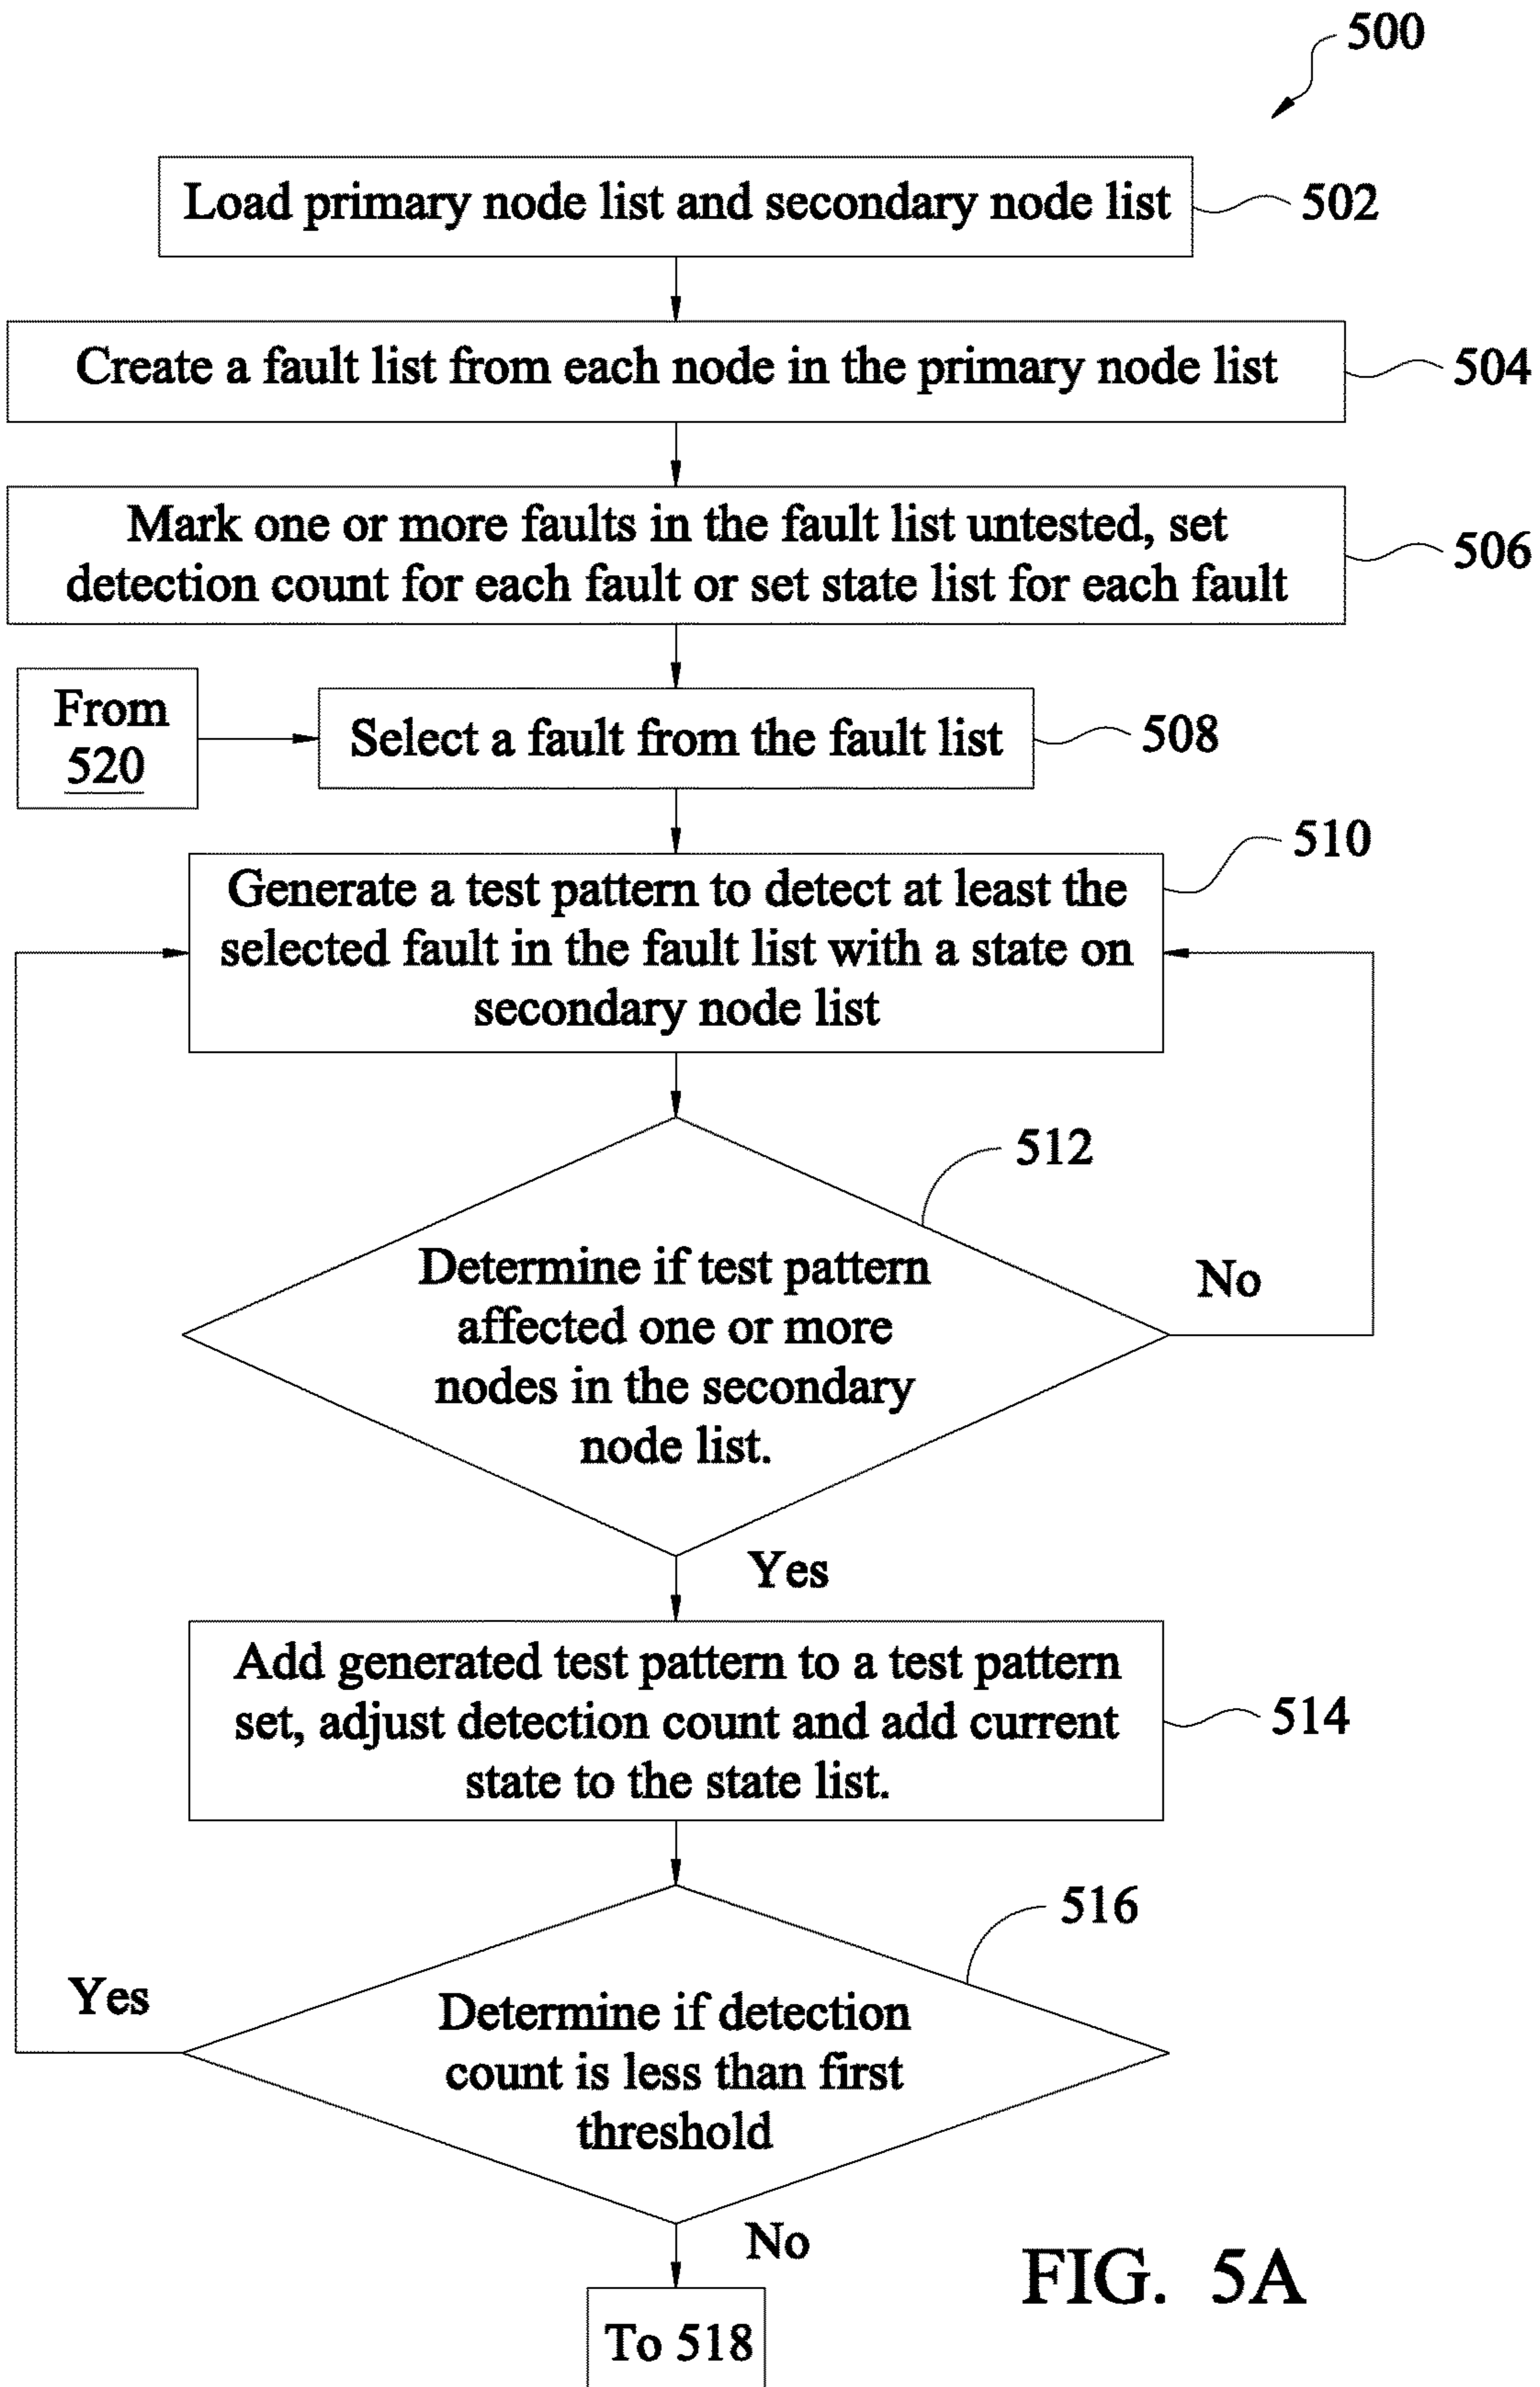 500
Load primary node list and secondary node list
502
Create a fault list from each node in the primary node list
504
Mark one or more faults in the fault list untested, set
detection count for each fault or set state list for each fault
506
From
520
Select a fault from the fault list
508
510
Generate a test pattern to detect at least the
selected fault in the fault list with a state on
secondary node list
512
Determine if test pattern
affected one or more
nodes in the secondary
node list.
No
Yes
Add generated test pattern to a test pattern
set, adjust detection count and add current
state to the state list.
514
516
Yes
Determine if detection
count is less than first
threshold
No
To 518
FIG. 5A